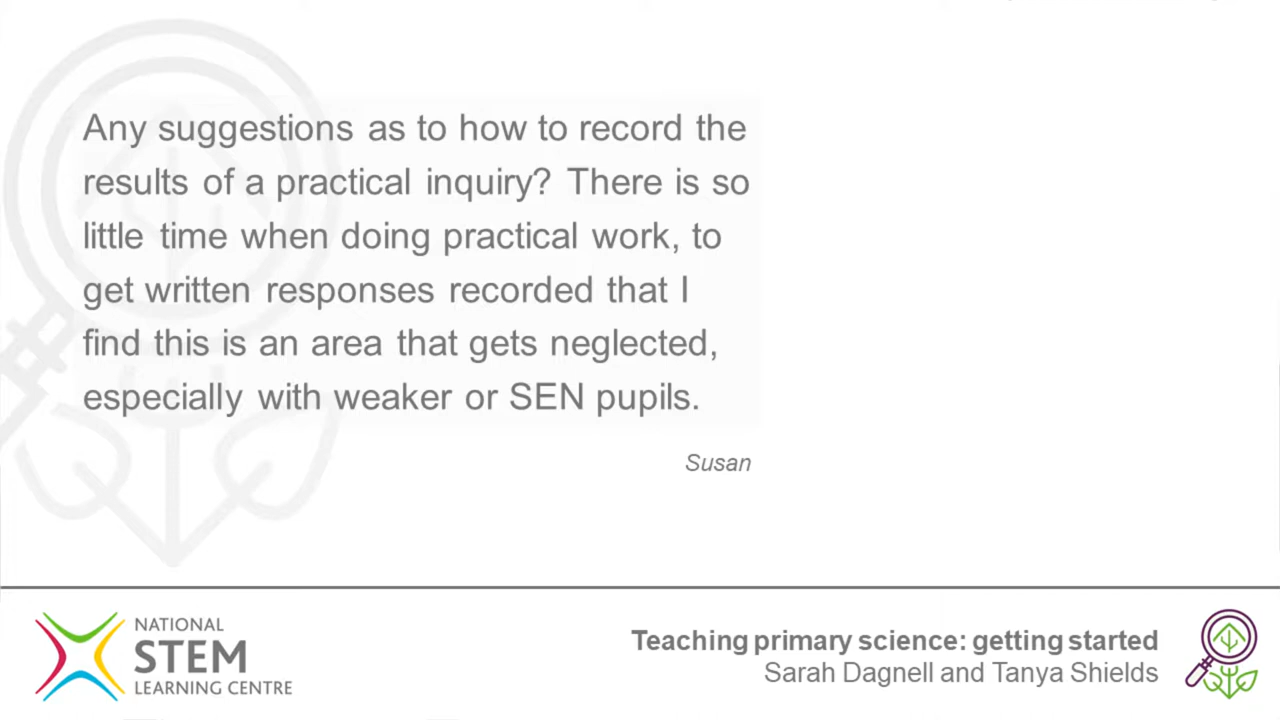 Any suggestions as to how to record the
results of a practical inquiry? There is so
little time when doing practical work, to
get written responses recorded that I
find this is an area that gets neglected,
especially with weaker or SEN pupils.
Susan
NATIONAL
STEM
LEARNING CENTRE
Teaching primary science: getting started
Sarah Dagnell and Tanya Shields